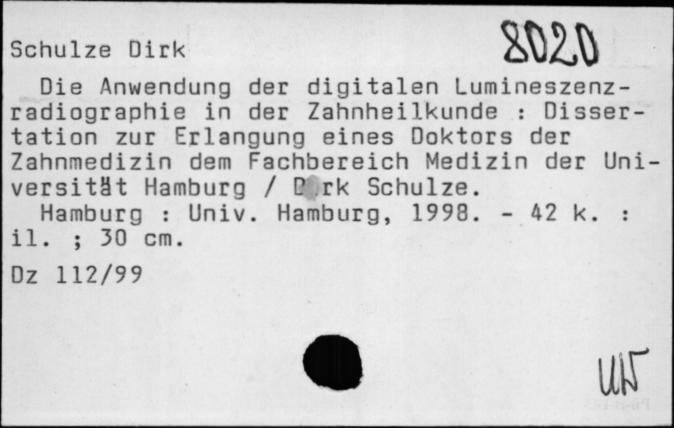 8020
Schulze Dirk
Die Anwendung der digitalen Lumineszenz-
radiographie in der Zahnheilkunde : Disser-
tation zur Erlangung eines Doktors der
Zahnmedizin dem Fachbereich Medizin der Uni-
versität Hamburg / Dirk Schulze.
Hamburg : Univ. Hamburg, 1998. - 42 k. :
il. ; 30 cm.
Dz 112/99
UW